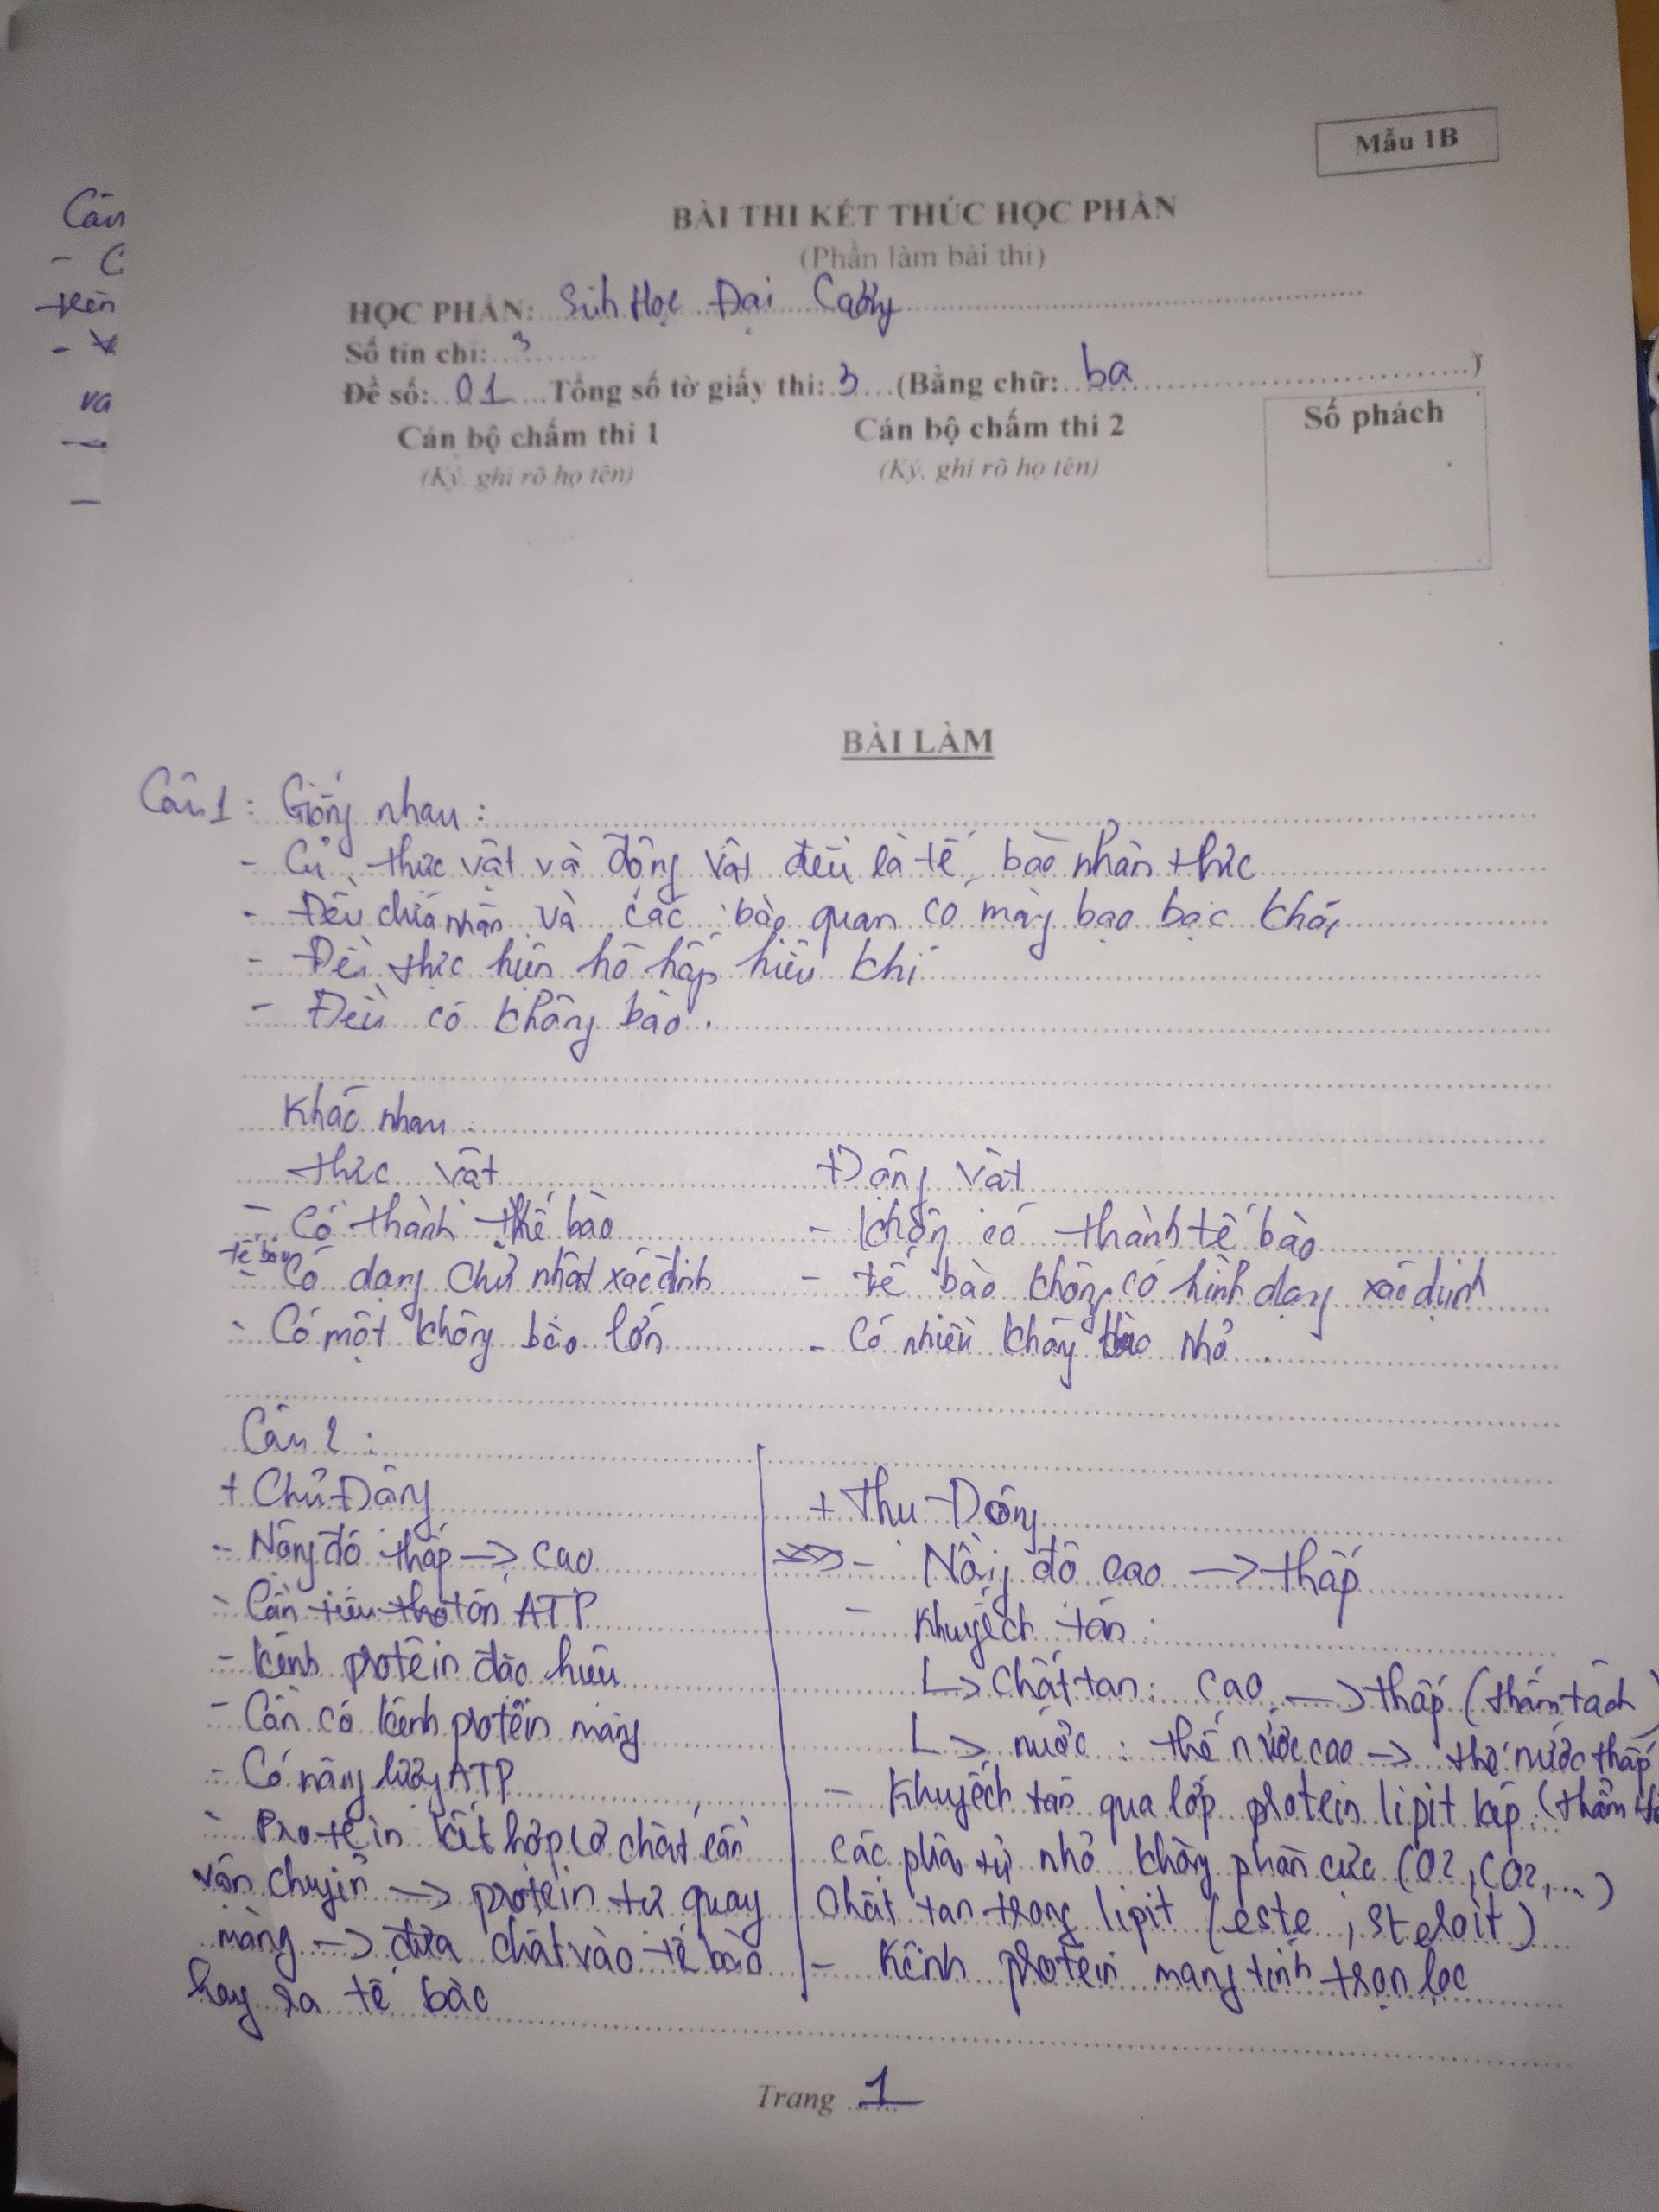 Mẫu 1B
BÀI THI KẾT THÚC HỌC PHẦN
(Phần làm bài thi)
HỌC PHẦN: Sinh Học Đại Cương
Số tín chỉ: 3
Đề số: 01 Tổng số tờ giấy thi: 3 (Bằng chữ: ba)
Cán bộ chấm thi 1 Cán bộ chấm thi 2 Số phách
(Ký, ghi rõ họ tên) (Ký, ghi rõ họ tên)
BÀI LÀM
Câu 1: Giống nhau:
- Cả thực vật và động vật đều là tế bào nhân thực
- Đều chứa nhân và các bào quan có màng bao bọc khác
- Đều thực hiện hô hấp hiếu khí
- Đều có không bào.
Khác nhau:
thực vật + Động vật
- Có thành thế bào - không có thành tế bào
- tế bào có dạng chữ nhật xác định - tế bào không có hình dạng xác định
- Có một không bào lớn - Có nhiều không bào nhỏ.
Câu 2:
+ Chủ Động + Thụ Động
- Nồng độ thấp -> cao - Nồng độ cao -> thấp
- Cần tiêu tốn ATP - Khuyếch tán:
- kênh protêin đặc hiệu L> Chất tan: cao -> thấp (thẩm tách)
- Cần có kênh protêin màng L> nước: thế nước cao -> thế nước thấp
- Có năng lượng ATP - Khuyếch tán qua lớp protein lipit kép: (thẩm
- Protein kết hợp cơ chất cần các phân tử nhỏ không phân cực (O2, CO2,...)
vận chuyển -> protein tự quay chất tan trong lipit (este, steloit)
màng -> đưa chất vào tế bào - Kênh protein mang tính trọn lọc
hay ra tế bào
Trang 1
Câu
- C
trên
va